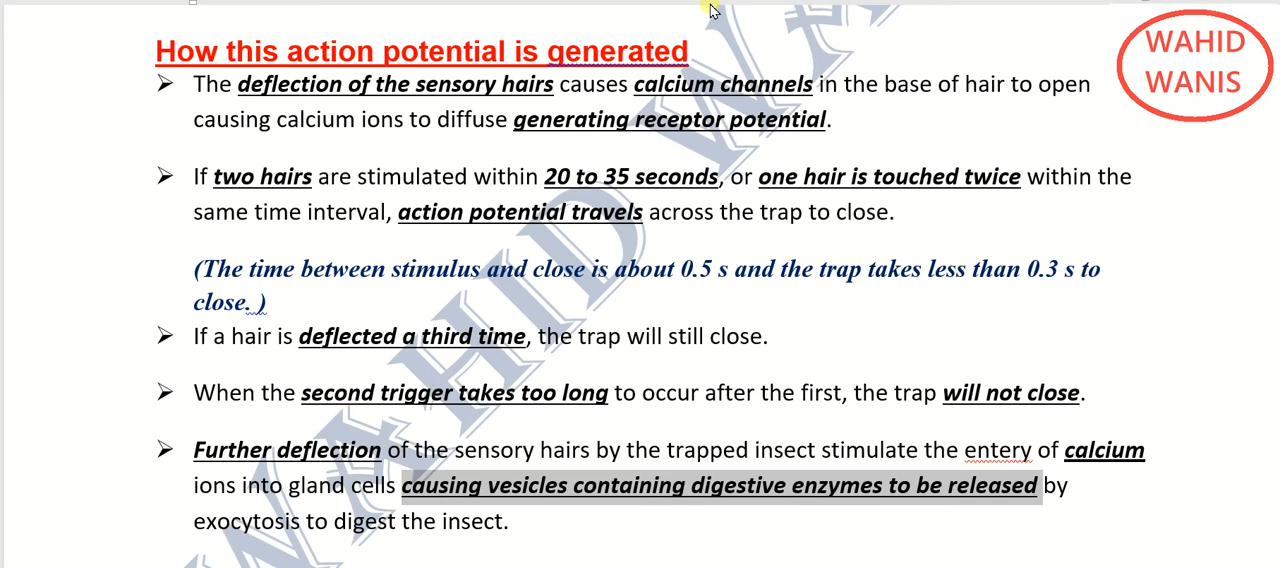 How this action potential is generated
WAHID
WANIS
➢ The deflection of the sensory hairs causes calcium channels in the base of hair to open
causing calcium ions to diffuse generating receptor potential.
➢ If two hairs are stimulated within 20 to 35 seconds, or one hair is touched twice within the
same time interval, action potential travels across the trap to close.
(The time between stimulus and close is about 0.5 s and the trap takes less than 0.3 s to
close. )
➢ If a hair is deflected a third time, the trap will still close.
➢ When the second trigger takes too long to occur after the first, the trap will not close.
➢ Further deflection of the sensory hairs by the trapped insect stimulate the entery of calcium
ions into gland cells causing vesicles containing digestive enzymes to be released by
exocytosis to digest the insect.
WAHID WA